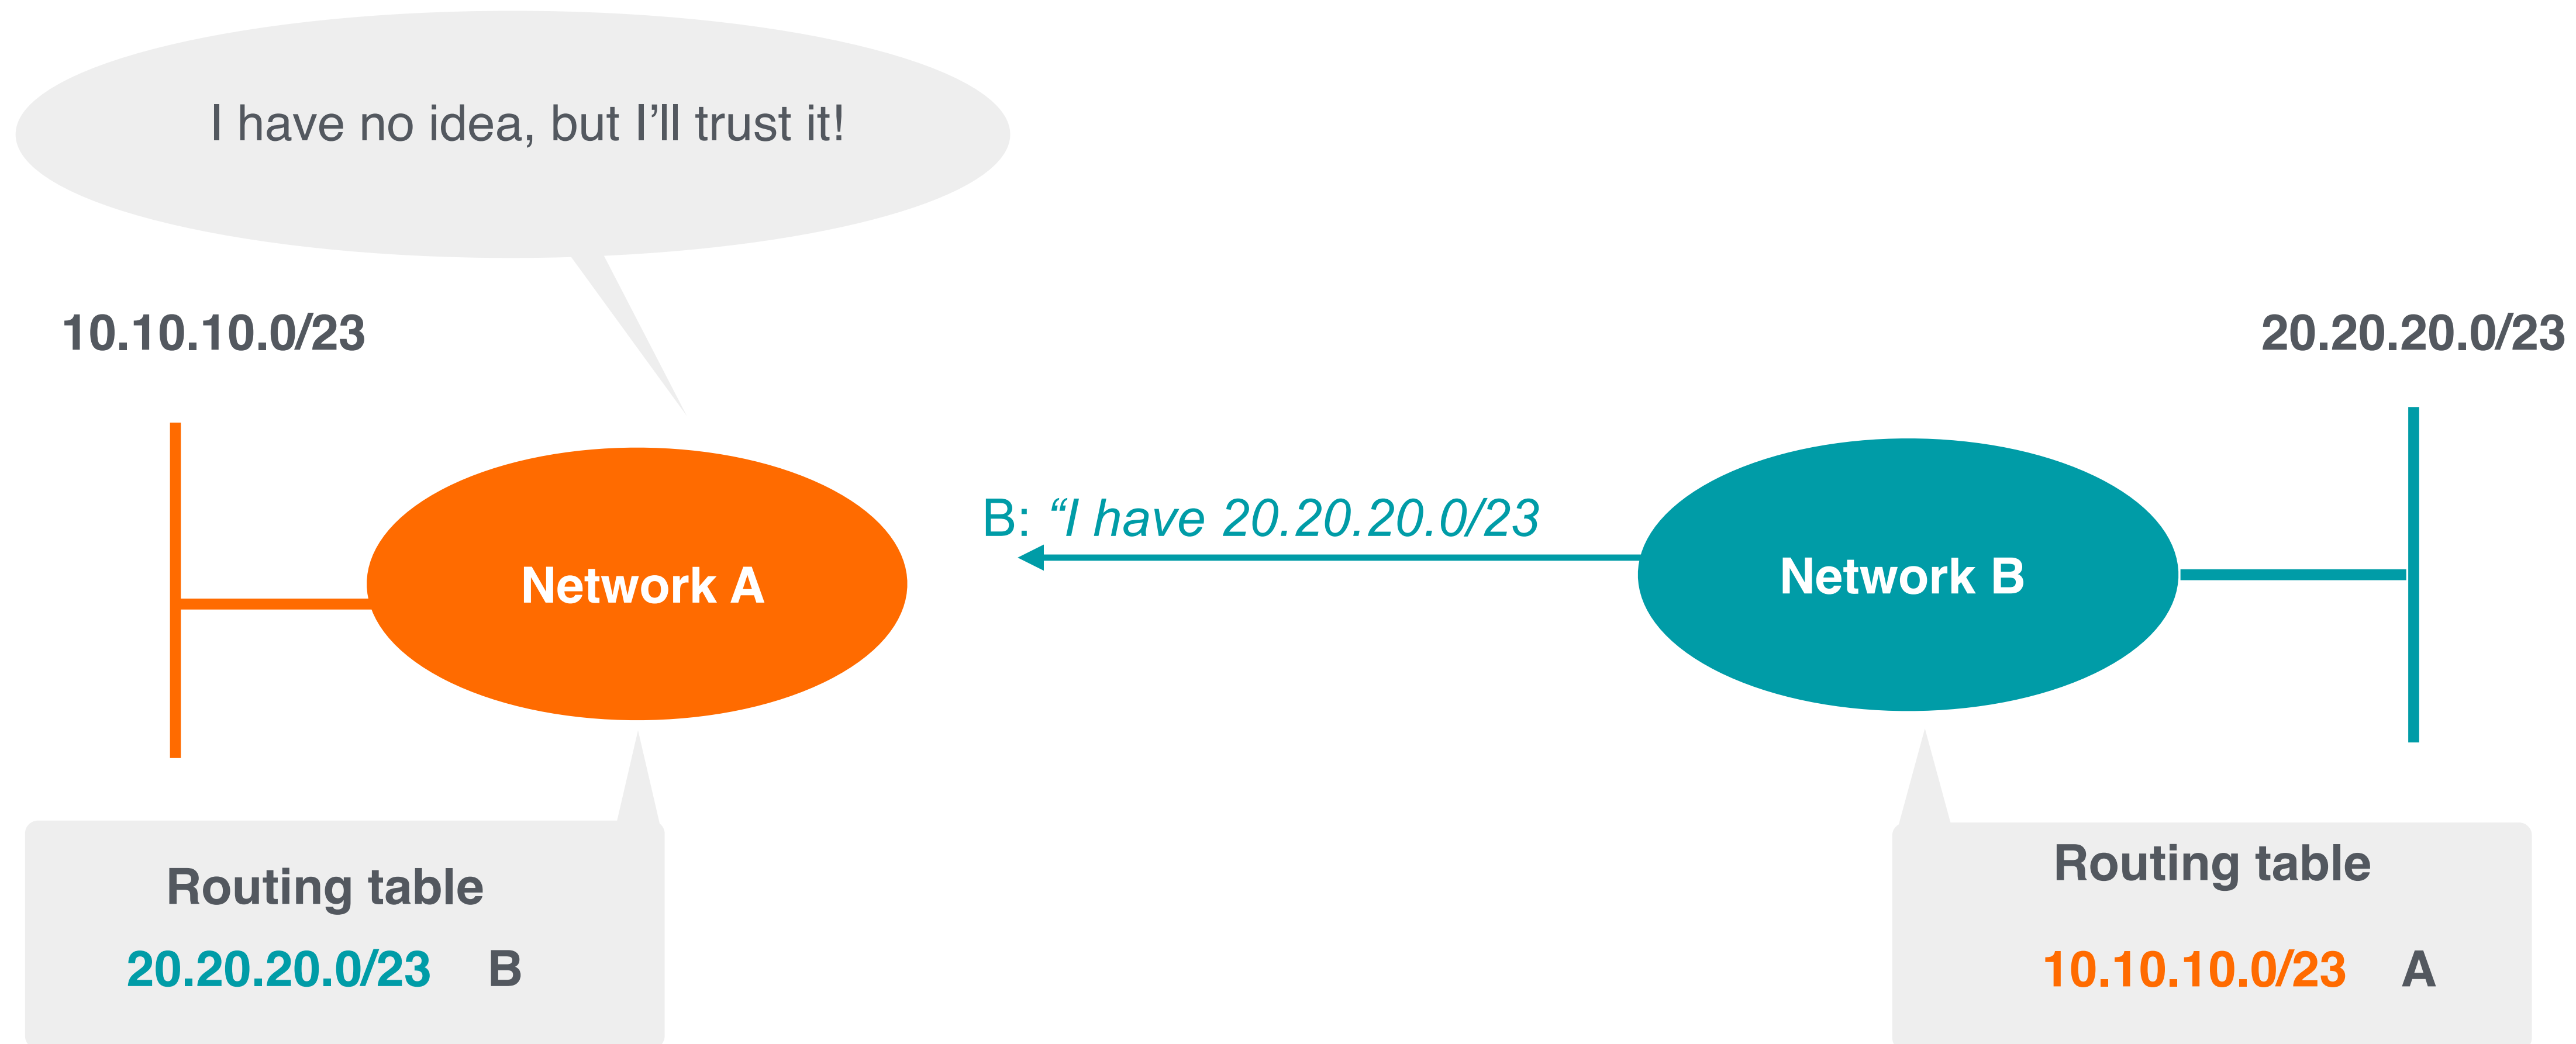 I have no idea, but I’ll trust it!
10.10.10.0/23
20.20.20.0/23
B: “I have 20.20.20.0/23
Network A
Network B
Routing table
20.20.20.0/23 B
Routing table
10.10.10.0/23 A